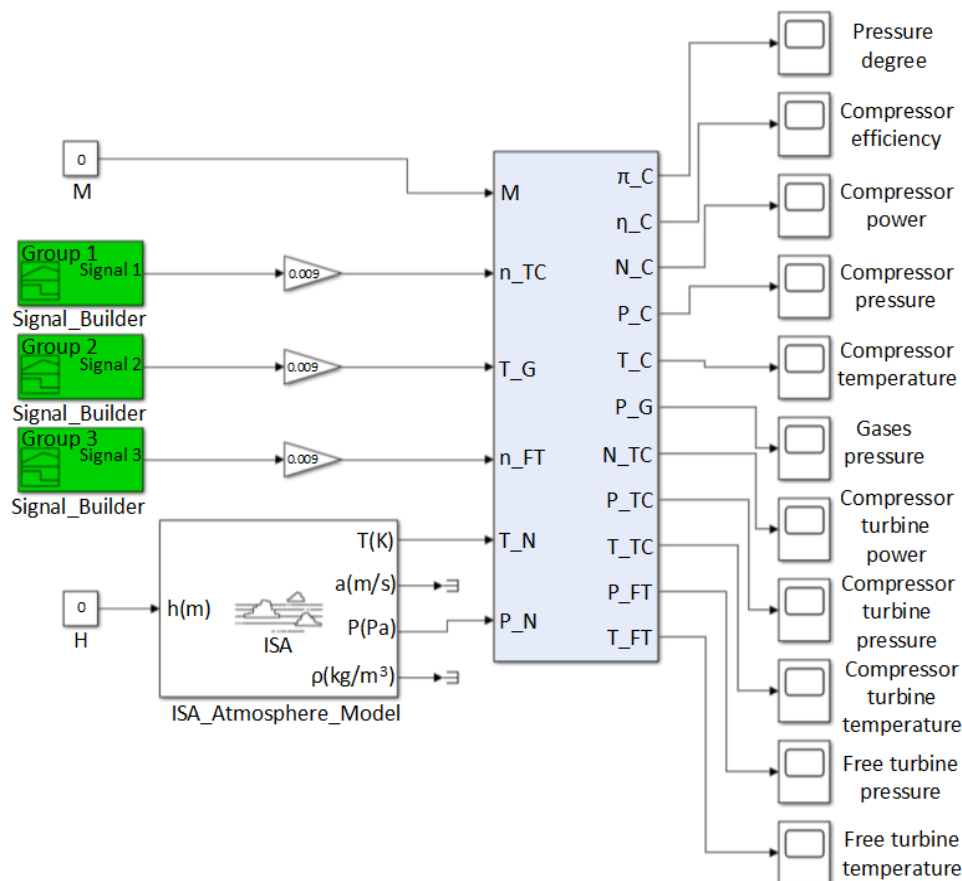 0
M
Group 1
Signal 1
Signal_Builder
0.009
Group 2
Signal 2
Signal_Builder
0.009
Group 3
Signal 3
Signal_Builder
0.009
0
H
h(m)
T(K)
a(m/s)
P(Pa)
ρ(kg/m³)
ISA
ISA_Atmosphere_Model
M
n_TC
T_G
n_FT
T_N
P_N
π_C
η_C
N_C
P_C
T_C
P_G
N_TC
P_TC
T_TC
P_FT
T_FT
Pressure
degree
Compressor
efficiency
Compressor
power
Compressor
pressure
Compressor
temperature
Gases
pressure
Compressor
turbine
power
Compressor
turbine
pressure
Compressor
turbine
temperature
Free turbine
pressure
Free turbine
temperature